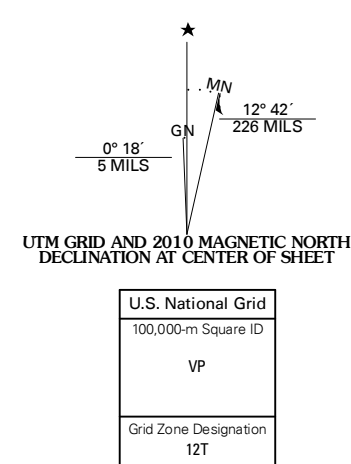 ★
MN
12° 42´
226 MILS
GN
0° 18´
5 MILS
UTM GRID AND 2010 MAGNETIC NORTH
DECLINATION AT CENTER OF SHEET
U.S. National Grid
100,000-m Square ID
VP
Grid Zone Designation
12T